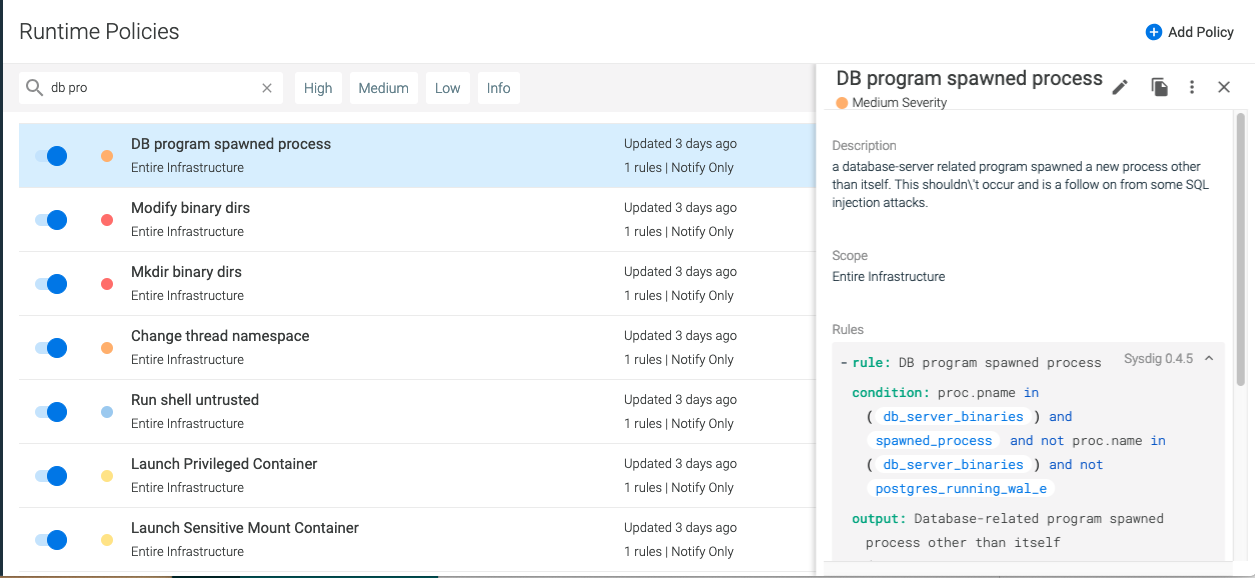 Runtime Policies
Add Policy
db pro
High Medium Low Info
DB program spawned process
Entire Infrastructure
Updated 3 days ago
1 rules | Notify Only
Modify binary dirs
Entire Infrastructure
Updated 3 days ago
1 rules | Notify Only
Mkdir binary dirs
Entire Infrastructure
Updated 3 days ago
1 rules | Notify Only
Change thread namespace
Entire Infrastructure
Updated 3 days ago
1 rules | Notify Only
Run shell untrusted
Entire Infrastructure
Updated 3 days ago
1 rules | Notify Only
Launch Privileged Container
Entire Infrastructure
Updated 3 days ago
1 rules | Notify Only
Launch Sensitive Mount Container
Entire Infrastructure
Updated 3 days ago
1 rules | Notify Only
DB program spawned process
Medium Severity
Description
a database-server related program spawned a new process other
than itself. This shouldn\'t occur and is a follow on from some SQL
injection attacks.
Scope
Entire Infrastructure
Rules
- rule: DB program spawned process
Sysdig 0.4.5
condition: proc.pname in
( db_server_binaries ) and
spawned_process and not proc.name in
( db_server_binaries ) and not
postgres_running_wal_e
output: Database-related program spawned
process other than itself